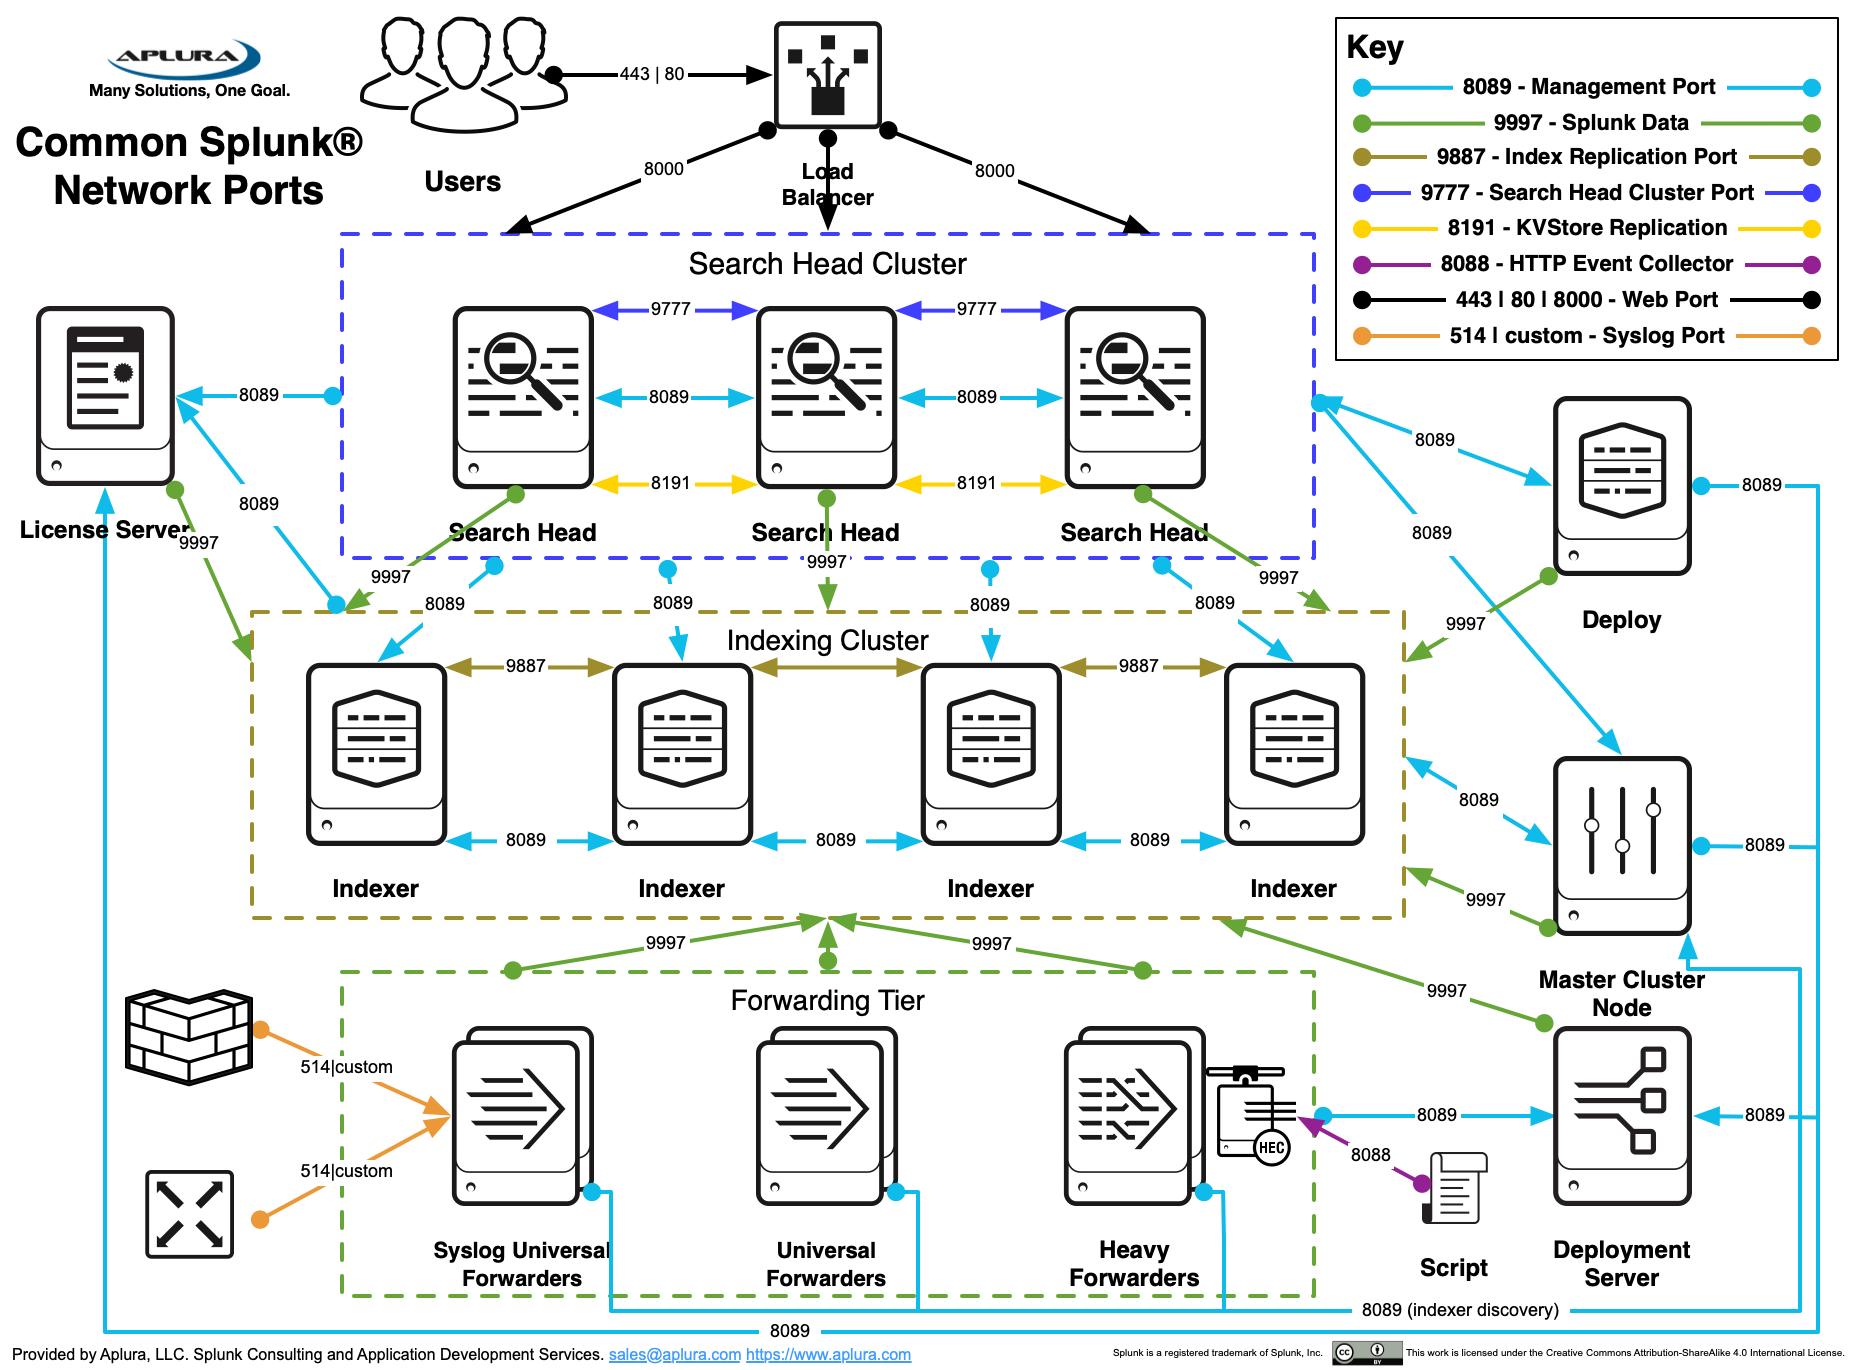 APLURA
Many Solutions, One Goal.
Common Splunk®
Network Ports
Users
443 | 80
Load
Balancer
8000
8000
Key
8089 - Management Port
9997 - Splunk Data
9887 - Index Replication Port
9777 - Search Head Cluster Port
8191 - KVStore Replication
8088 - HTTP Event Collector
443 | 80 | 8000 - Web Port
514 | custom - Syslog Port
Search Head Cluster
9777
9777
8089
8089
8089
8191
8191
Search Head
Search Head
Search Head
License Server
8089
9997
8089
8089
8089
Deploy
9997
9997
9997
9997
8089
8089
8089
8089
Indexing Cluster
9887
9887
8089
8089
8089
Indexer
Indexer
Indexer
Indexer
8089
8089
9997
Master Cluster
Node
9997
9997
9997
Forwarding Tier
514|custom
514|custom
HEC
8089
8089
8088
Syslog Universal
Forwarders
Universal
Forwarders
Heavy
Forwarders
Script
Deployment
Server
8089 (indexer discovery)
8089
Provided by Aplura, LLC. Splunk Consulting and Application Development Services. sales@aplura.com https://www.aplura.com
Splunk is a registered trademark of Splunk, Inc.
cc
BY
This work is licensed under the Creative Commons Attribution-ShareAlike 4.0 International License.